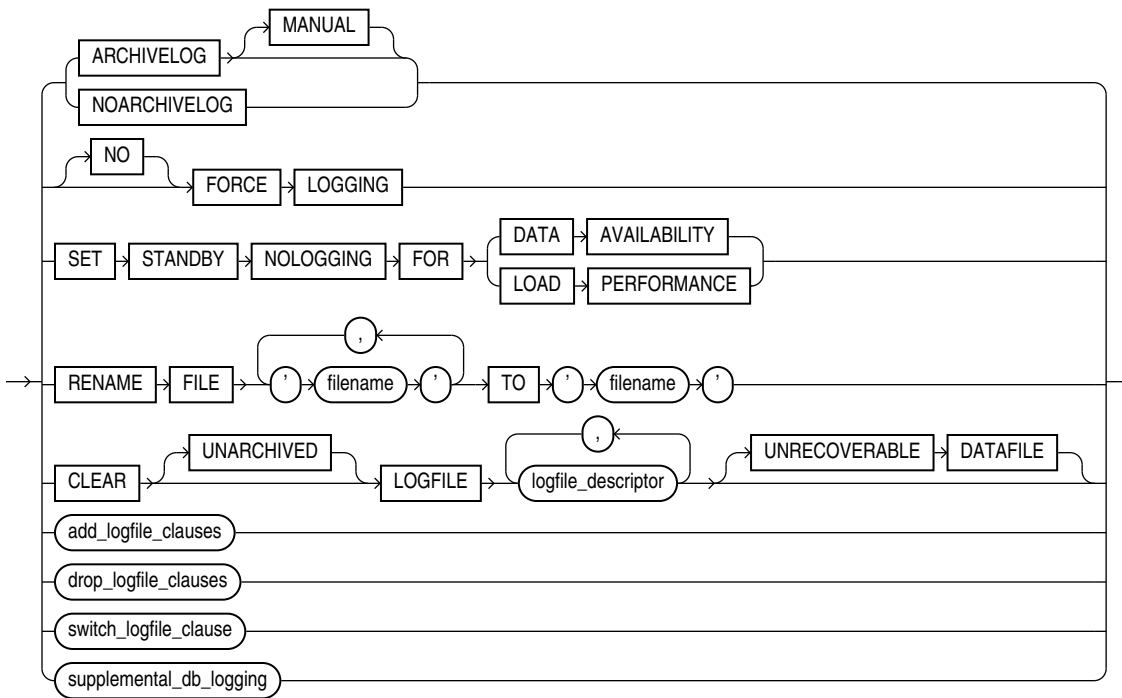 MANUAL
ARCHIVELOG
NOARCHIVELOG
NO
FORCE LOGGING
DATA AVAILABILITY
SET STANDBY NOLOGGING FOR
LOAD PERFORMANCE
,
RENAME FILE ' filename ' TO ' filename '
,
UNARCHIVED UNRECOVERABLE DATAFILE
CLEAR LOGFILE logfile_descriptor
add_logfile_clauses
drop_logfile_clauses
switch_logfile_clause
supplemental_db_logging